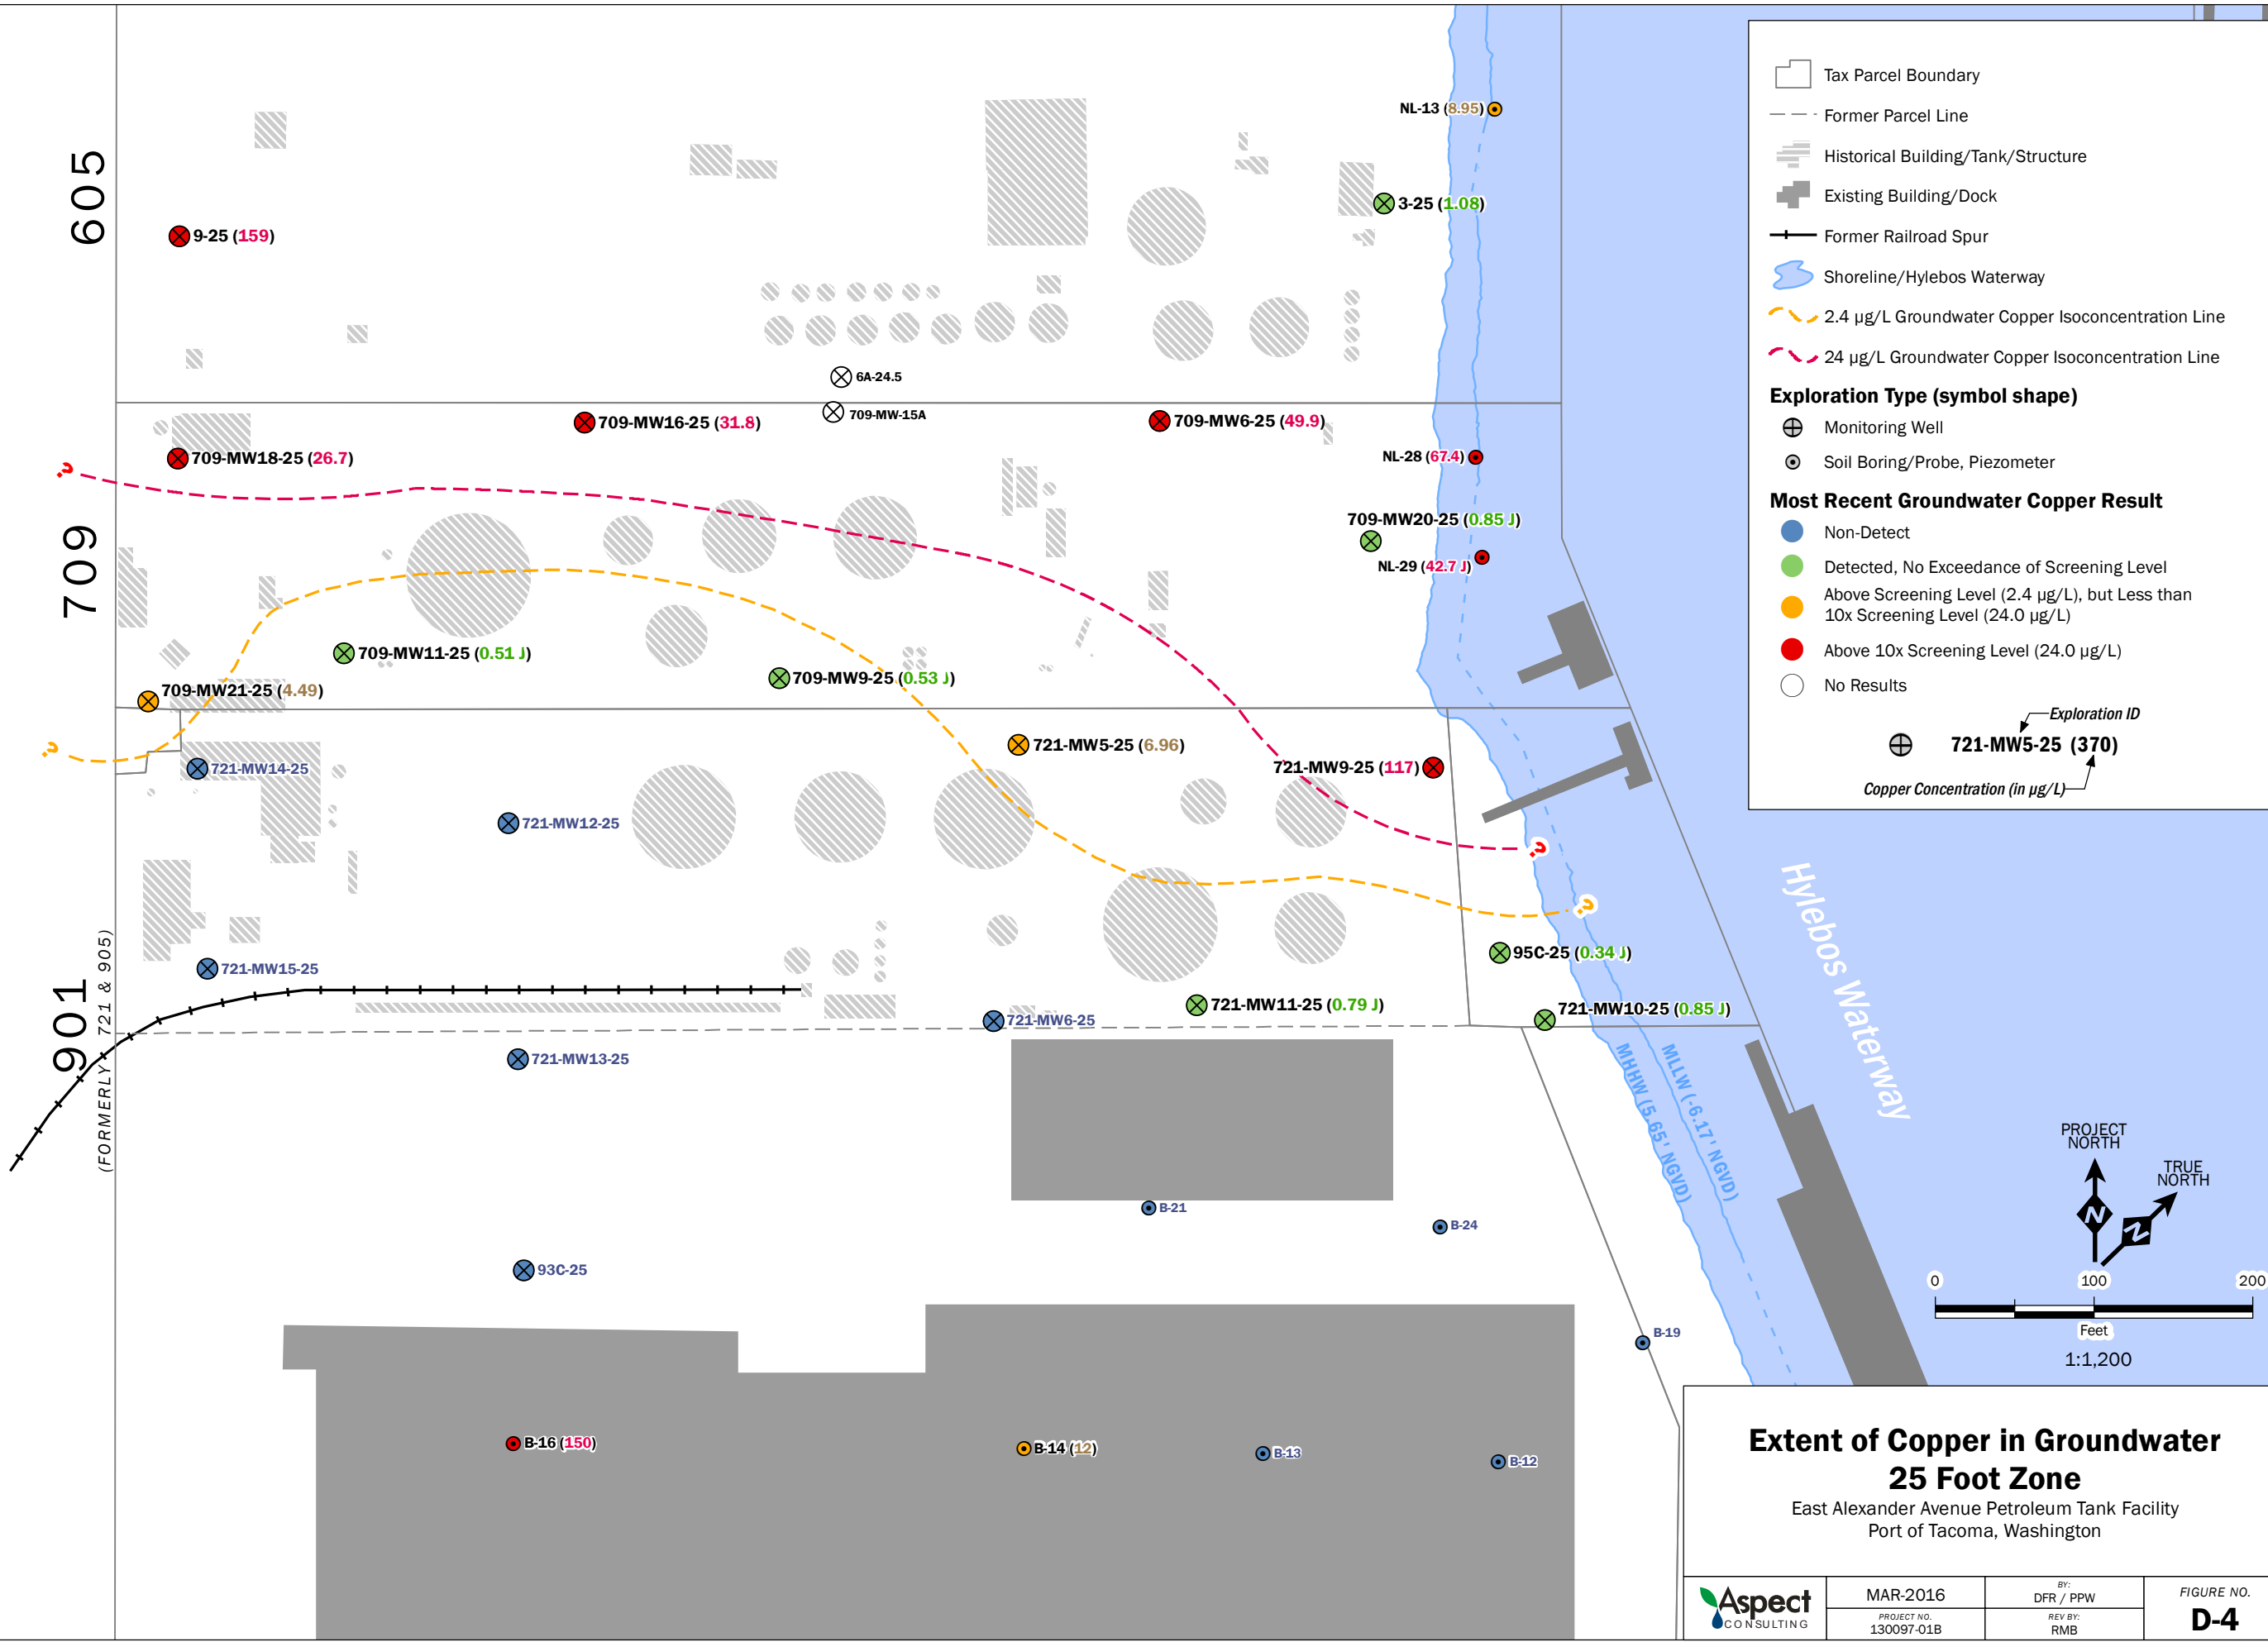 605
709
901
(FORMERLY 721 & 905)
NL-13 (8.95)
3-25 (1.08)
9-25 (159)
6A-24.5
709-MW-15A
709-MW16-25 (31.8)
709-MW6-25 (49.9)
709-MW18-25 (26.7)
NL-28 (67.4)
?
709-MW20-25 (0.85 J)
NL-29 (42.7 J)
709-MW11-25 (0.51 J)
709-MW9-25 (0.53 J)
709-MW21-25 (4.49)
?
721-MW5-25 (6.96)
721-MW9-25 (117)
721-MW14-25
721-MW12-25
?
?
95C-25 (0.34 J)
721-MW15-25
721-MW11-25 (0.79 J)
721-MW10-25 (0.85 J)
721-MW6-25
721-MW13-25
B-21
B-24
93C-25
B-19
B-16 (150)
B-14 (12)
B-13
B-12
MHHW (5.65' NGVD)
MLLW (-6.17' NGVD)
Hylebos Waterway
Tax Parcel Boundary
Former Parcel Line
Historical Building/Tank/Structure
Existing Building/Dock
Former Railroad Spur
Shoreline/Hylebos Waterway
2.4 µg/L Groundwater Copper Isoconcentration Line
24 µg/L Groundwater Copper Isoconcentration Line
Exploration Type (symbol shape)
Monitoring Well
Soil Boring/Probe, Piezometer
Most Recent Groundwater Copper Result
Non-Detect
Detected, No Exceedance of Screening Level
Above Screening Level (2.4 µg/L), but Less than
10x Screening Level (24.0 µg/L)
Above 10x Screening Level (24.0 µg/L)
No Results
Exploration ID
721-MW5-25 (370)
Copper Concentration (in µg/L)
PROJECT
NORTH
TRUE
NORTH
N
N
0 100 200
Feet
1:1,200
Extent of Copper in Groundwater
25 Foot Zone
East Alexander Avenue Petroleum Tank Facility
Port of Tacoma, Washington
Aspect
CONSULTING
MAR-2016
PROJECT NO.
130097-01B
BY:
DFR / PPW
REV BY:
RMB
FIGURE NO.
D-4